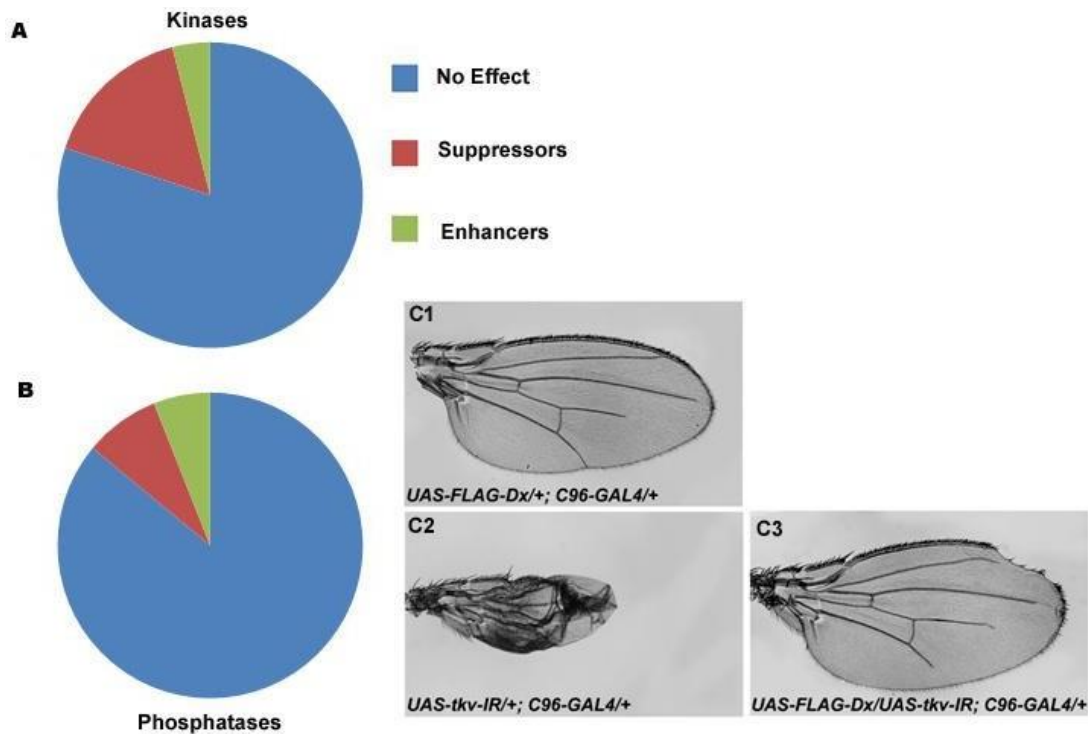 A
Kinases
No Effect
Suppressors
Enhancers
B
Phosphatases
C1
UAS-FLAG-Dx/+; C96-GAL4/+
C2
UAS-tkv-IR/+; C96-GAL4/+
C3
UAS-FLAG-Dx/UAS-tkv-IR; C96-GAL4/+